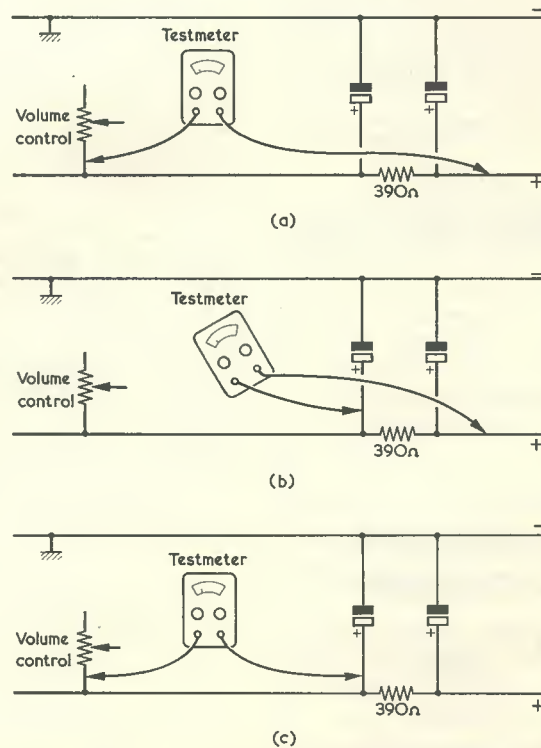 −
Testmeter
Volume
control
+
+
390Ω
+
(a)
−
Testmeter
Volume
control
+
+
390Ω
+
(b)
−
Testmeter
Volume
control
+
+
390Ω
+
(c)